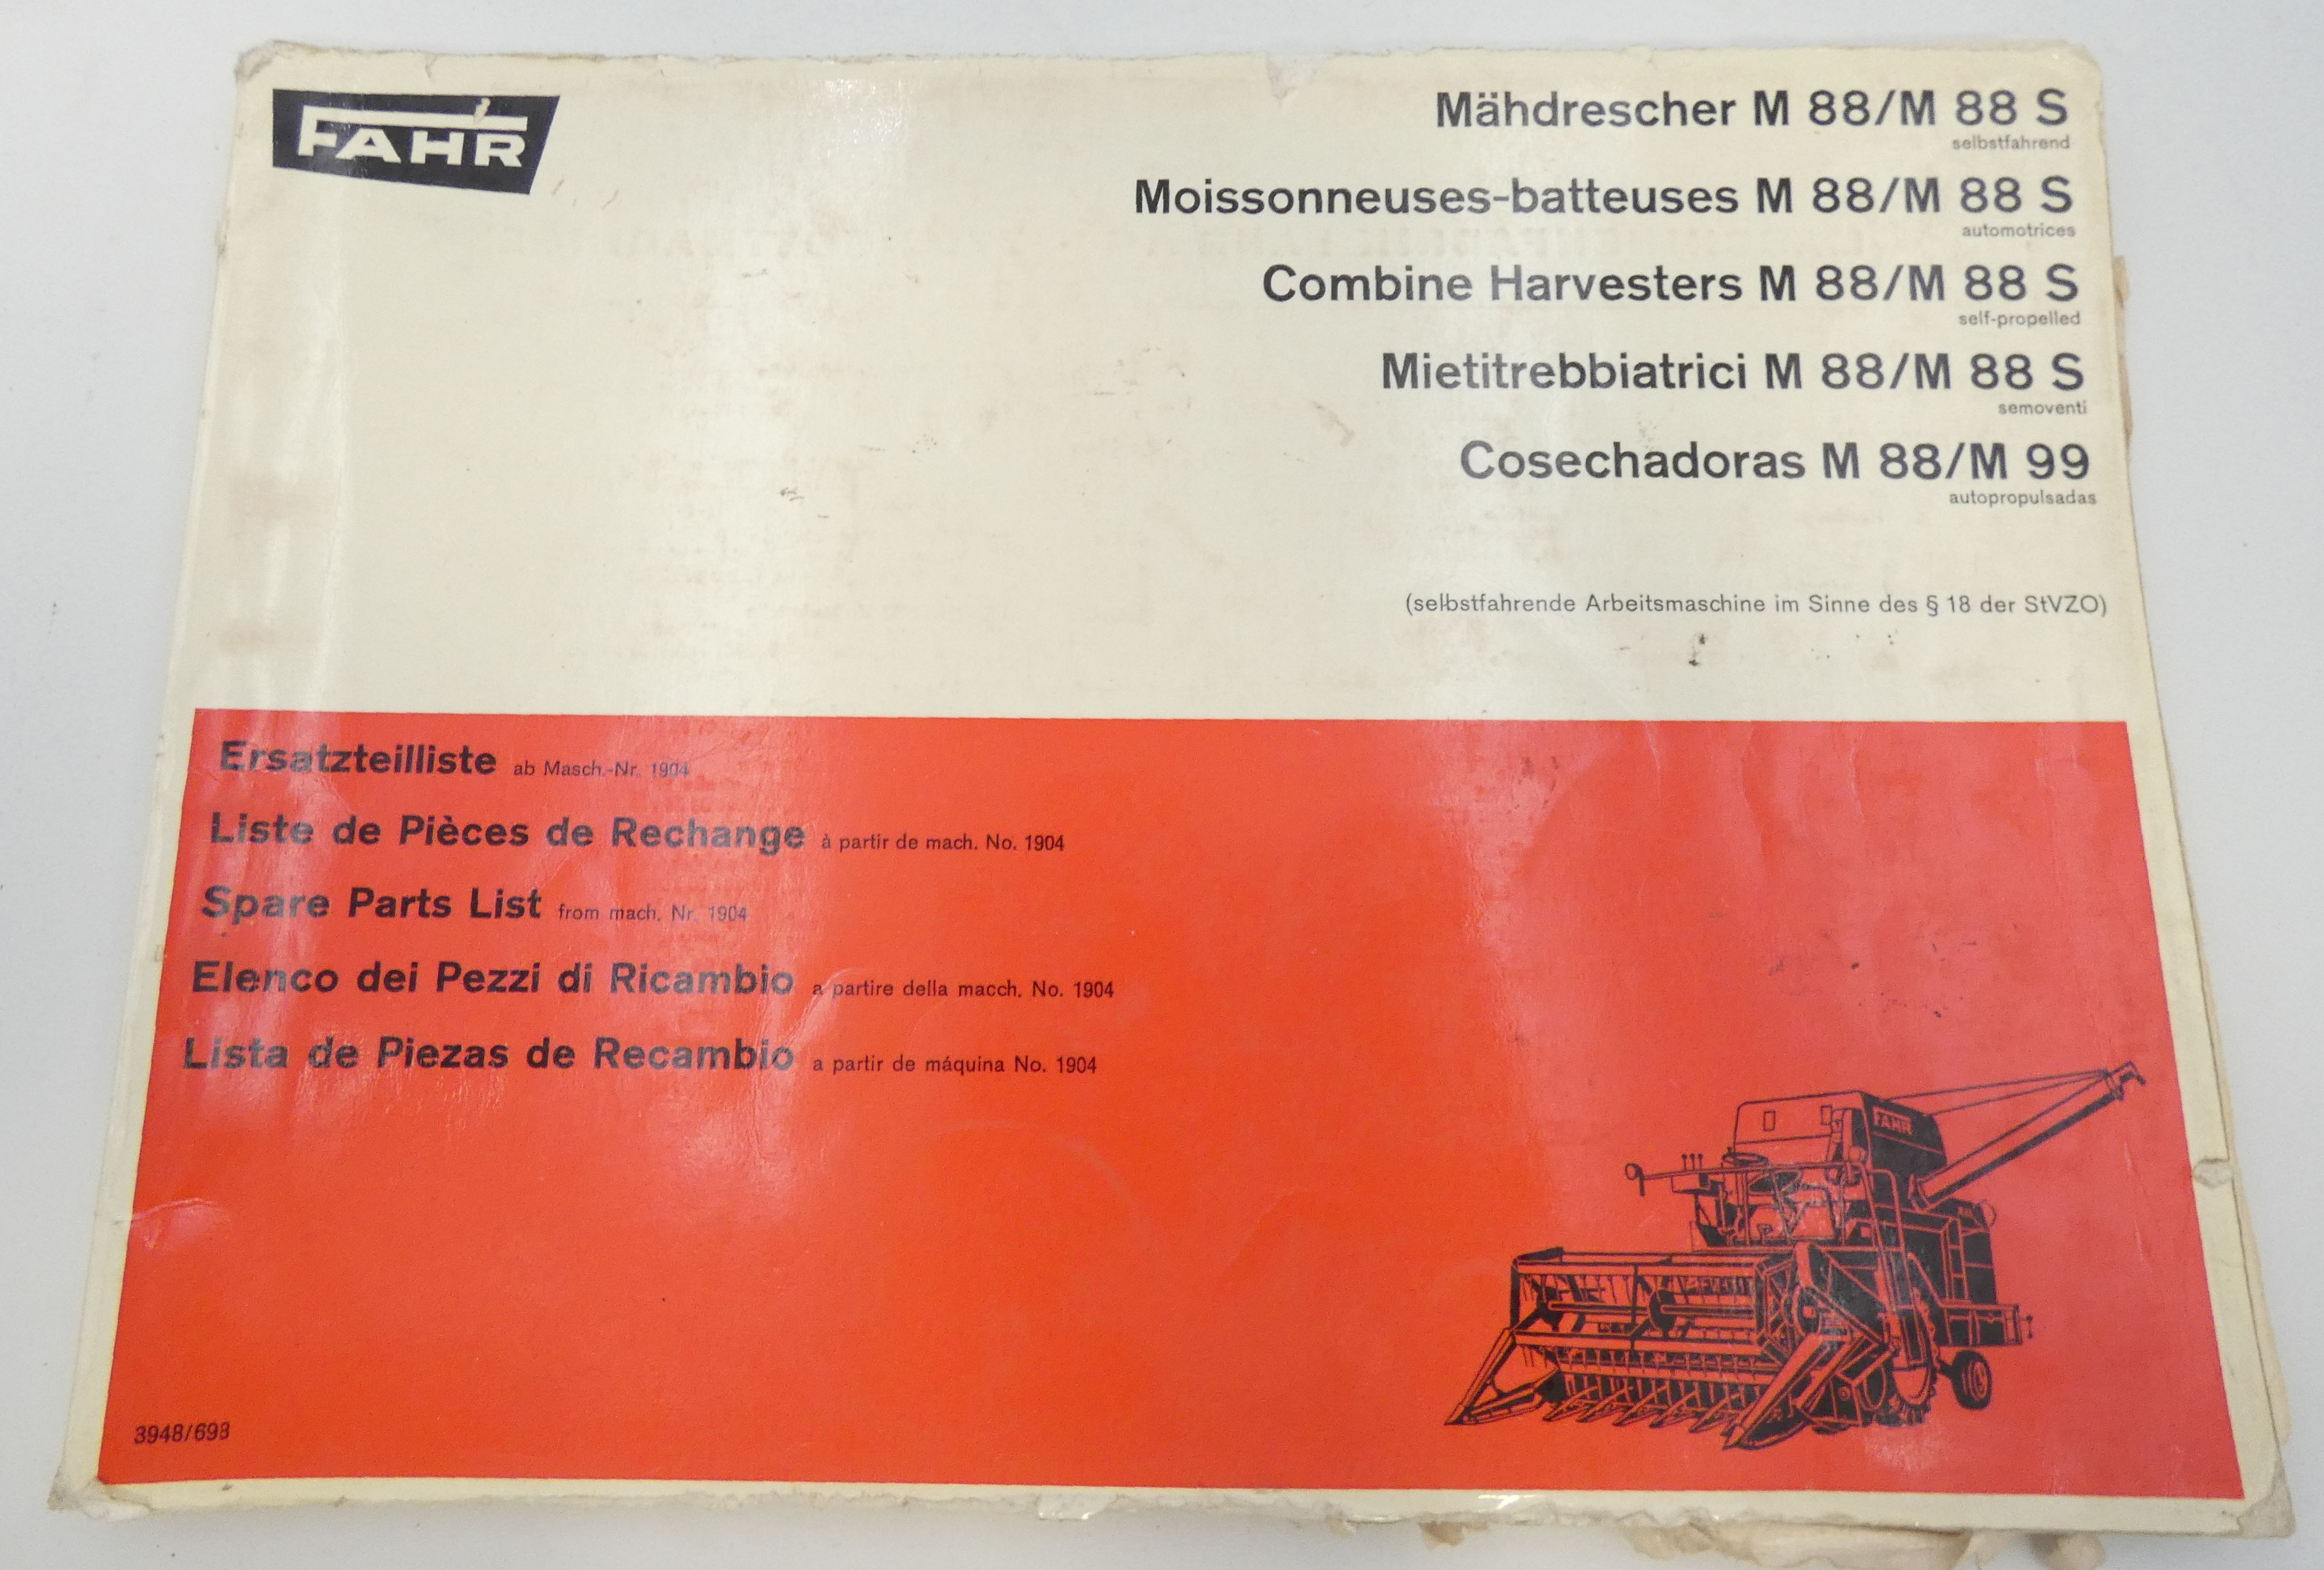 FAHR
Mähdrescher M 88/M 88 S
selbstfahrend
Moissonneuses-batteuses M 88/M 88 S
automotrices
Combine Harvesters M 88/M 88 S
self-propelled
Mietitrebbiatrici M 88/M 88 S
semoventi
Cosechadoras M 88/M 99
autopropulsadas
(selbstfahrende Arbeitsmaschine im Sinne des § 18 der StVZO)
Ersatzteilliste ab Masch.-Nr. 1904
Liste de Pièces de Rechange à partir de mach. No. 1904
Spare Parts List from mach. Nr. 1904
Elenco dei Pezzi di Ricambio a partire della macch. No. 1904
Lista de Piezas de Recambio a partir de máquina No. 1904
FAHR
3948/693